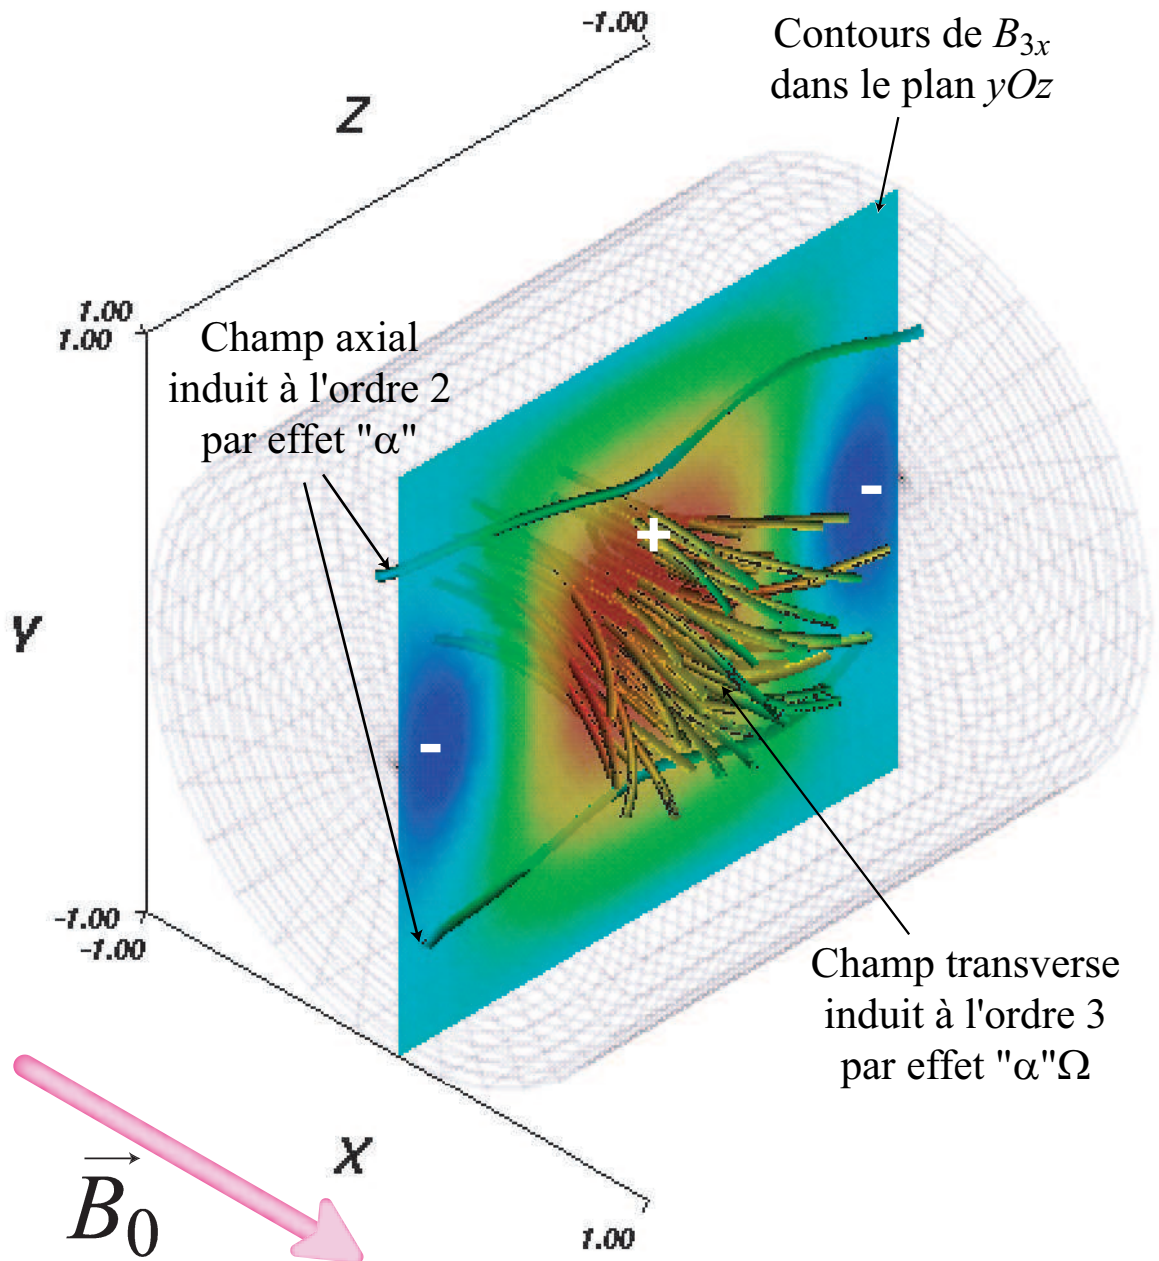 -1.00
Contours de B3x
dans le plan yOz
Z
1.00
1.00
Champ axial
induit à l'ordre 2
par effet "α"
-
+
Y
-
-1.00
-1.00
Champ transverse
induit à l'ordre 3
par effet "α"Ω
X
B0
1.00